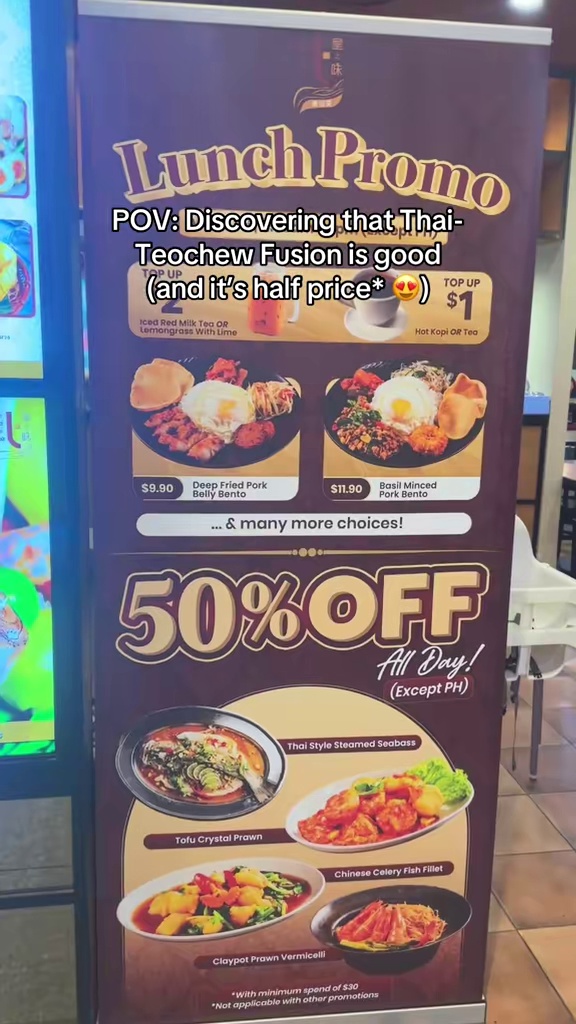 味
Lunch Promo
POV: Discovering that Thai-
Teochew Fusion is good
(and it's half price* 😍)
(Except PH)
TOP UP
2
Iced Red Milk Tea OR
Lemongrass With Lime
TOP UP
$1
Hot Kopi OR Tea
$9.90 Deep Fried Pork
Belly Bento
$11.90 Basil Minced
Pork Bento
... & many more choices!
50% OFF
All Day!
(Except PH)
Thai Style Steamed Seabass
Tofu Crystal Prawn
Chinese Celery Fish Fillet
Claypot Prawn Vermicelli
*With minimum spend of $30
*Not applicable with other promotions